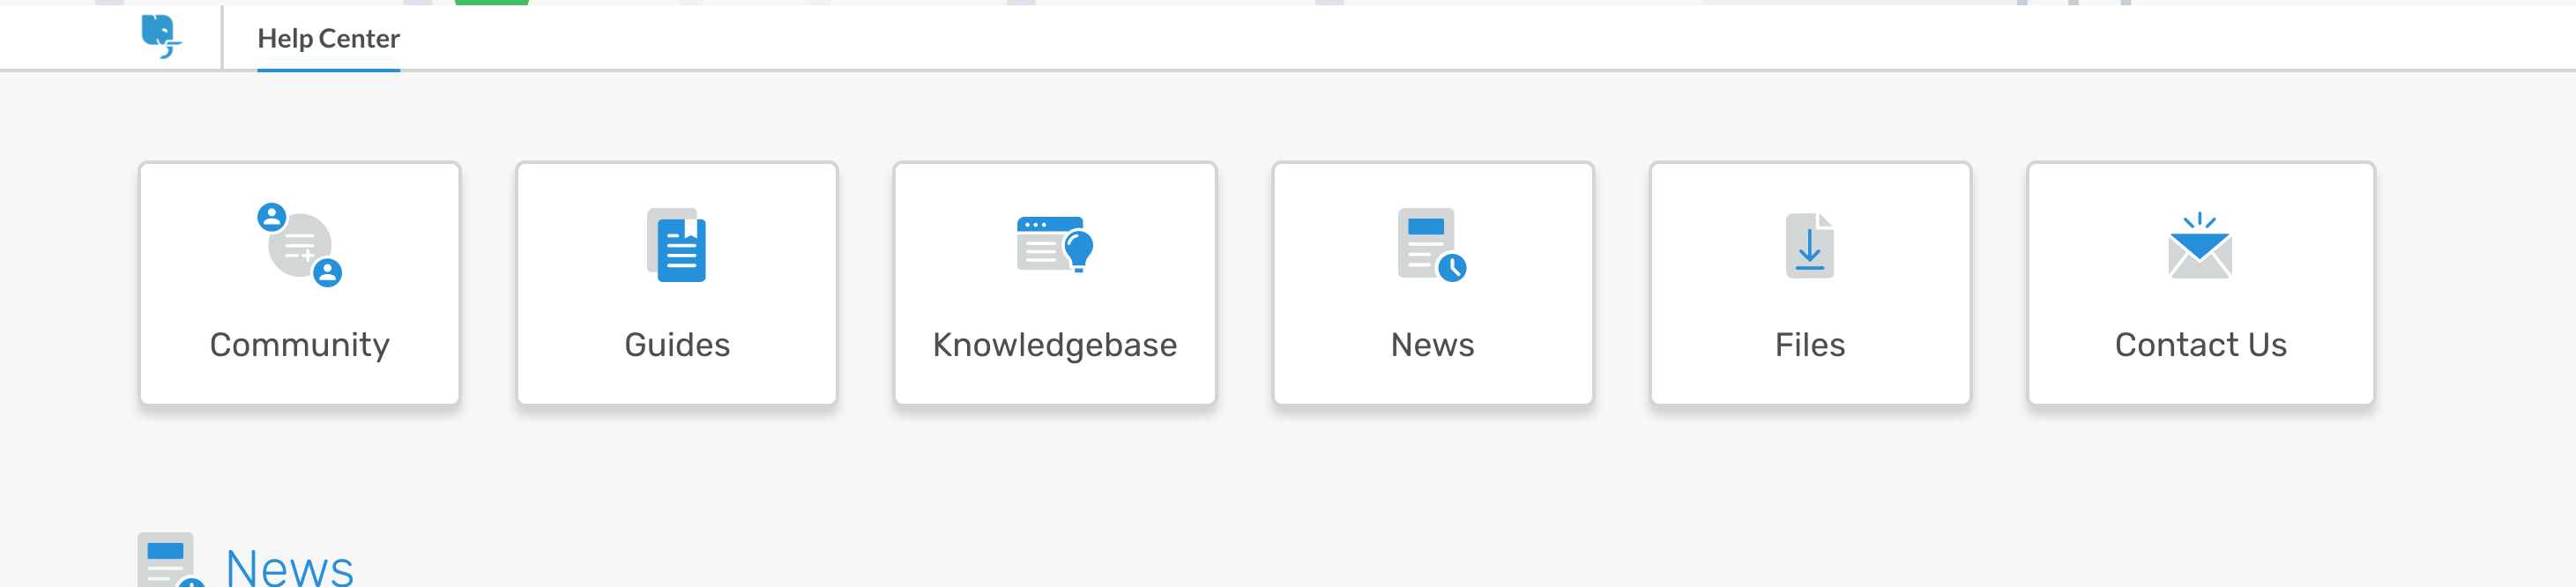 Help Center
Community
Guides
Knowledgebase
News
Files
Contact Us
News